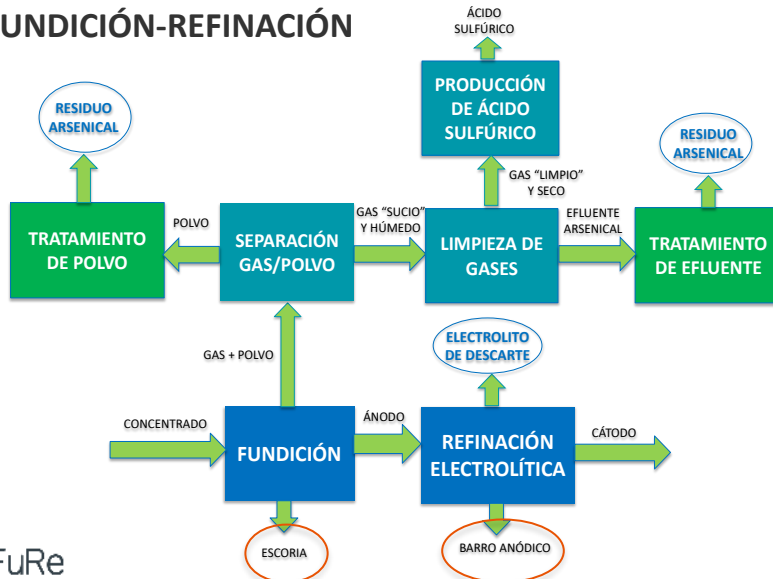 UNDICIÓN-REFINACIÓN
ÁCIDO
SULFÚRICO
PRODUCCIÓN
DE ÁCIDO
SULFÚRICO
RESIDUO
ARSENICAL
RESIDUO
ARSENICAL
GAS "LIMPIO"
Y SECO
POLVO
GAS "SUCIO"
Y HÚMEDO
EFLUENTE
ARSENICAL
TRATAMIENTO
DE POLVO
SEPARACIÓN
GAS/POLVO
LIMPIEZA DE
GASES
TRATAMIENTO
DE EFLUENTE
GAS + POLVO
ELECTROLITO
DE DESCARTE
CONCENTRADO
FUNDICIÓN
ÁNODO
REFINACIÓN
ELECTROLÍTICA
CÁTODO
ESCORIA
BARRO ANÓDICO
FuRe